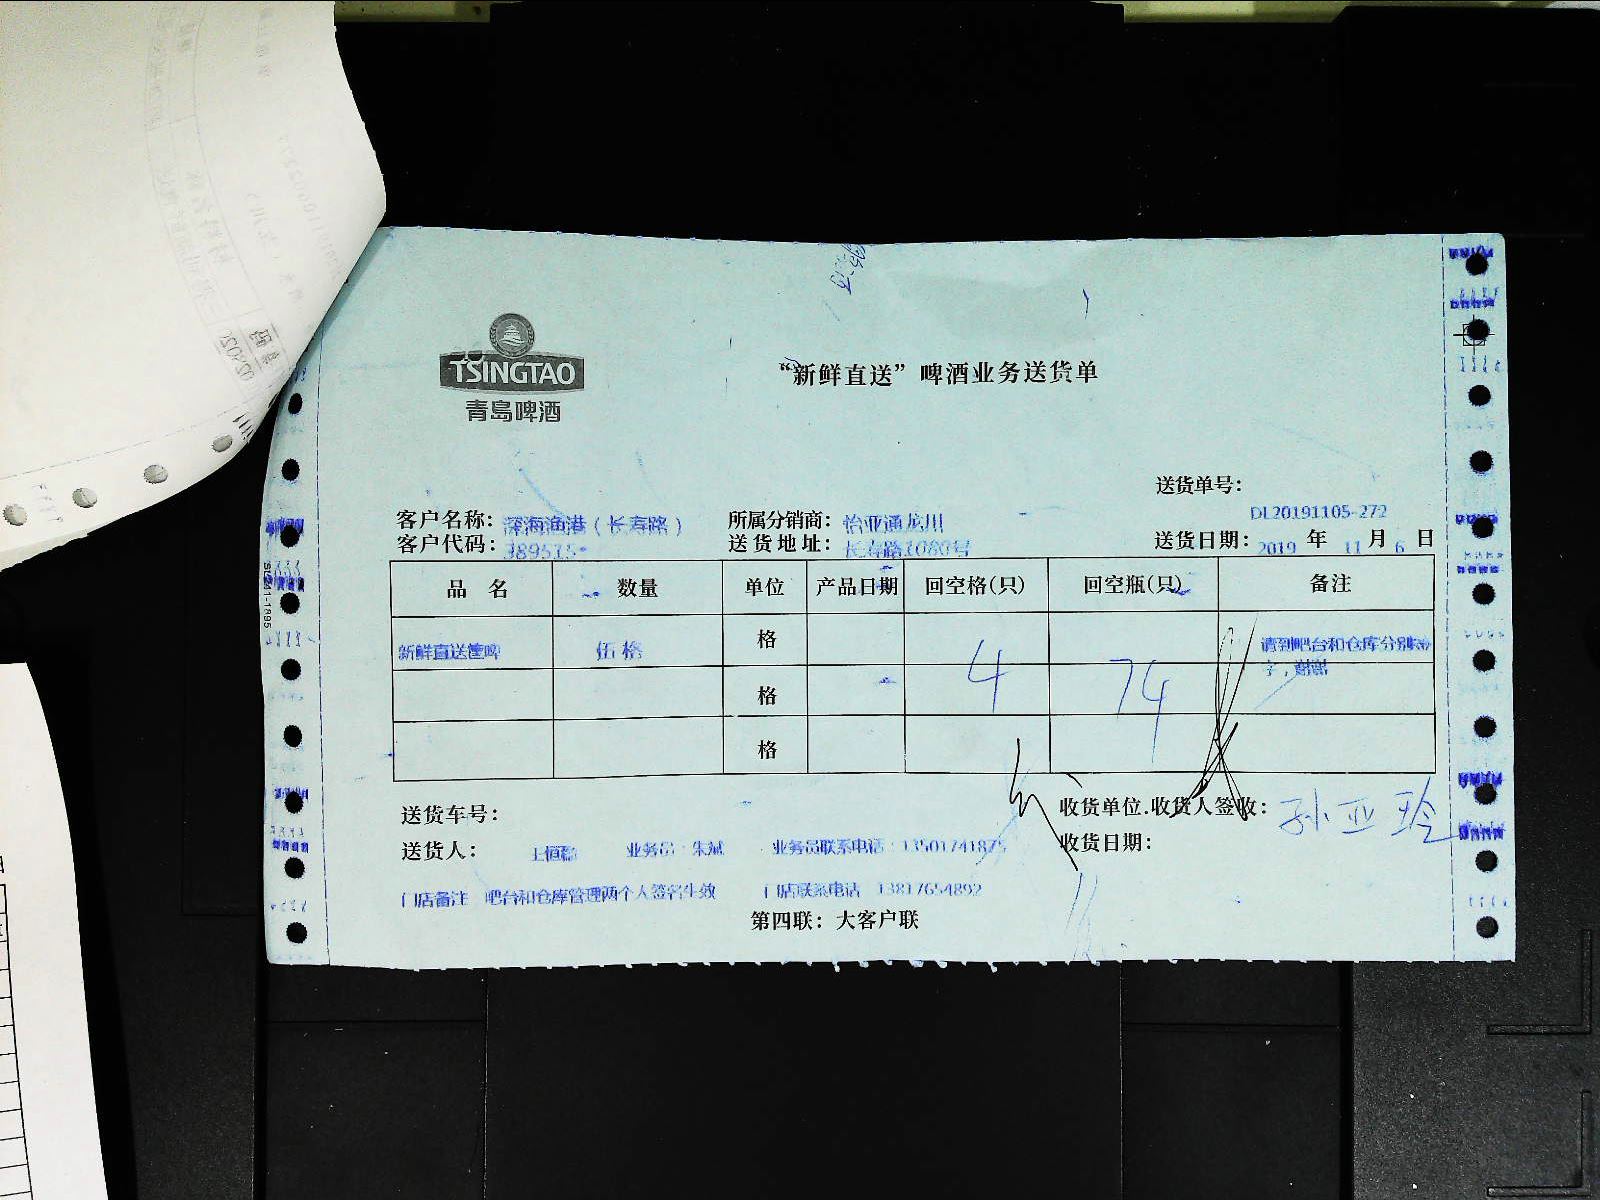 TSINGTAO
青岛啤酒
“新鲜直送”啤酒业务送货单
送货单号：
DL20191105-272
客户名称：深海渔港（长寿路） 所属分销商：怡亚通龙川
客户代码：389515 送货地址：长寿路1080号 送货日期：2019 年 11 月 6 日
品 名 数量 单位 产品日期 回空格(只) 回空瓶(只) 备注
新鲜直送 啤 伍格 格 4 74 请到吧台和仓库分别
字，谢谢
格
格
送货车号： 收货单位.收货人签收：孙亚玲
收货日期：
送货人： 业务员：朱斌 业务员联系电话：13501741875
门店备注 吧台和仓库管理两个人签名生效 门店联系电话 13817654892
第四联：大客户联